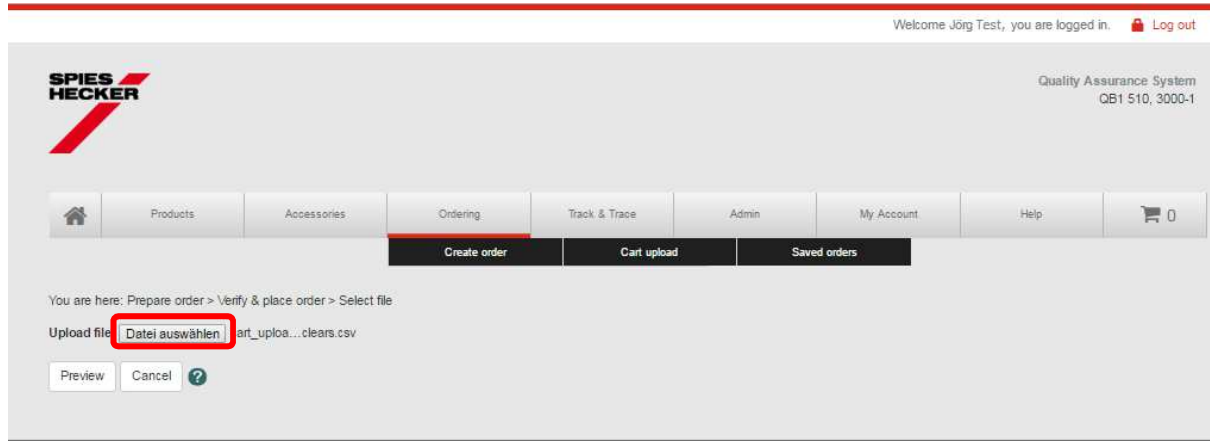 Welcome Jörg Test, you are logged in. Log out
SPIES
HECKER
Quality Assurance System
QB1 510, 3000-1
Products Accessories Ordering Track & Trace Admin My Account Help 0
Create order Cart upload Saved orders
You are here: Prepare order > Verify & place order > Select file
Upload file Datei auswählen art_uploa...clears.csv
Preview Cancel ?